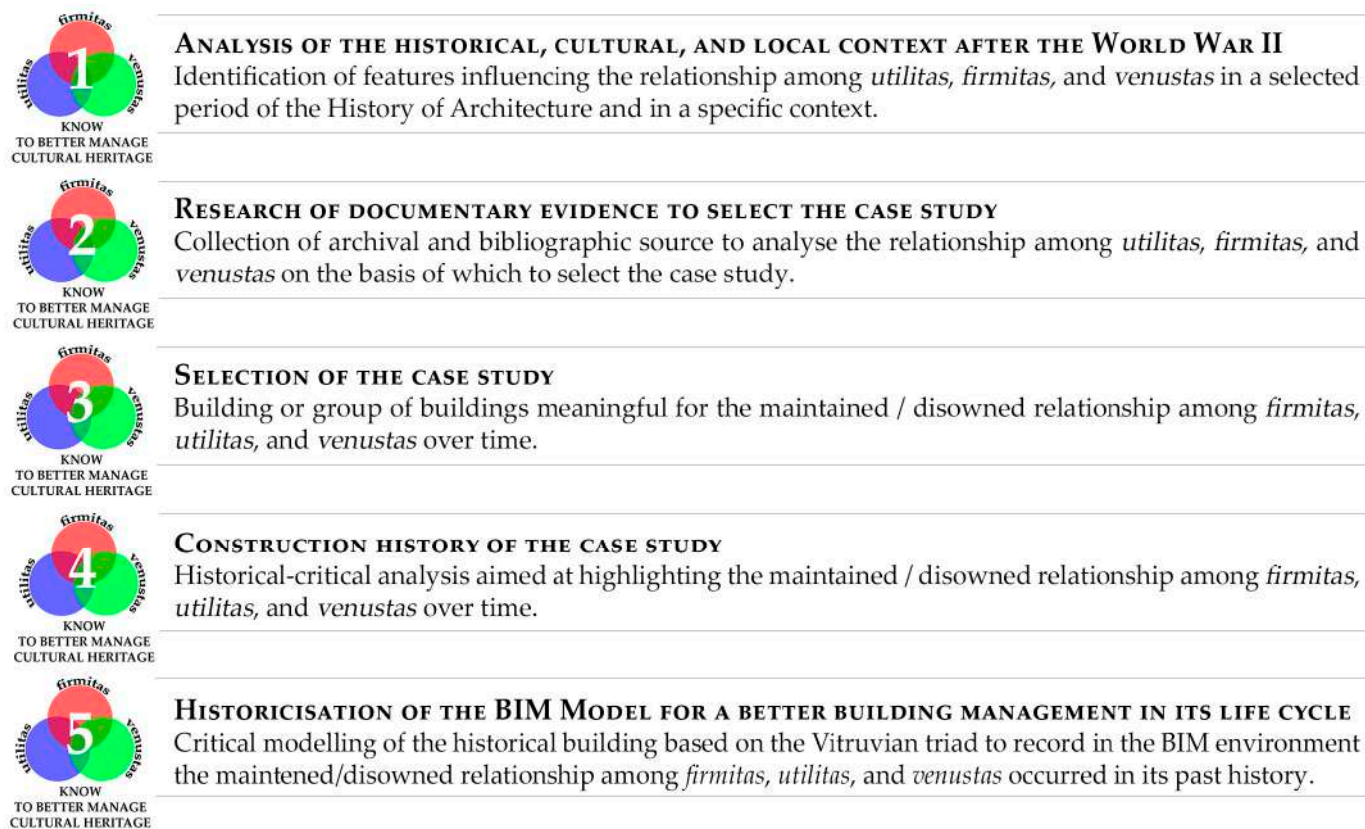 firmitas
utilitas
venustas
1
KNOW
TO BETTER MANAGE
CULTURAL HERITAGE
ANALYSIS OF THE HISTORICAL, CULTURAL, AND LOCAL CONTEXT AFTER THE WORLD WAR II
Identification of features influencing the relationship among utilitas, firmitas, and venustas in a selected
period of the History of Architecture and in a specific context.
firmitas
utilitas
venustas
2
KNOW
TO BETTER MANAGE
CULTURAL HERITAGE
RESEARCH OF DOCUMENTARY EVIDENCE TO SELECT THE CASE STUDY
Collection of archival and bibliographic source to analyse the relationship among utilitas, firmitas, and
venustas on the basis of which to select the case study.
firmitas
utilitas
venustas
3
KNOW
TO BETTER MANAGE
CULTURAL HERITAGE
SELECTION OF THE CASE STUDY
Building or group of buildings meaningful for the maintained / disowned relationship among firmitas,
utilitas, and venustas over time.
firmitas
utilitas
venustas
4
KNOW
TO BETTER MANAGE
CULTURAL HERITAGE
CONSTRUCTION HISTORY OF THE CASE STUDY
Historical-critical analysis aimed at highlighting the maintained / disowned relationship among firmitas,
utilitas, and venustas over time.
firmitas
utilitas
venustas
5
KNOW
TO BETTER MANAGE
CULTURAL HERITAGE
HISTORICISATION OF THE BIM MODEL FOR A BETTER BUILDING MANAGEMENT IN ITS LIFE CYCLE
Critical modelling of the historical building based on the Vitruvian triad to record in the BIM environment
the maintened/disowned relationship among firmitas, utilitas, and venustas occurred in its past history.